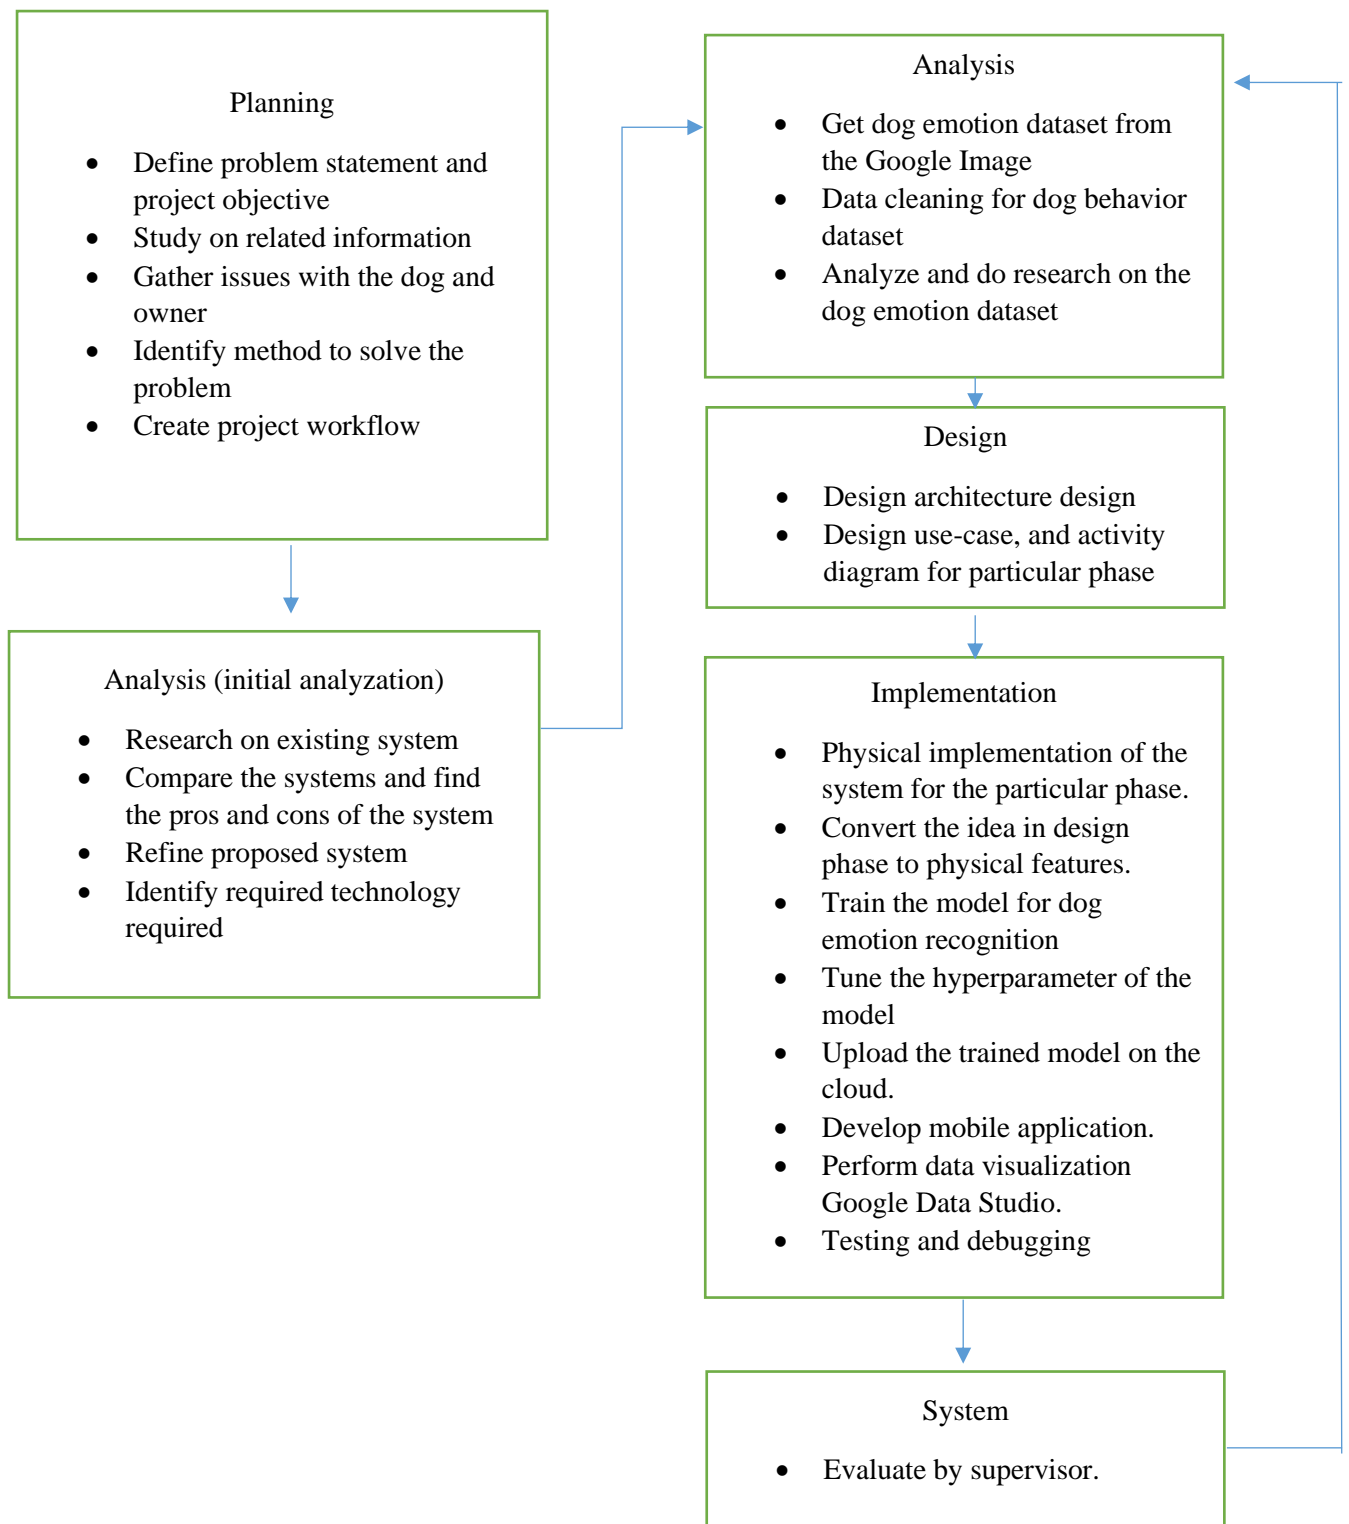 Planning
• Define problem statement and
project objective
• Study on related information
• Gather issues with the dog and
owner
• Identify method to solve the
problem
• Create project workflow
Analysis (initial analyzation)
• Research on existing system
• Compare the systems and find
the pros and cons of the system
• Refine proposed system
• Identify required technology
required
Analysis
• Get dog emotion dataset from
the Google Image
• Data cleaning for dog behavior
dataset
• Analyze and do research on the
dog emotion dataset
Design
• Design architecture design
• Design use-case, and activity
diagram for particular phase
Implementation
• Physical implementation of the
system for the particular phase.
• Convert the idea in design
phase to physical features.
• Train the model for dog
emotion recognition
• Tune the hyperparameter of the
model
• Upload the trained model on the
cloud.
• Develop mobile application.
• Perform data visualization
Google Data Studio.
• Testing and debugging
System
• Evaluate by supervisor.